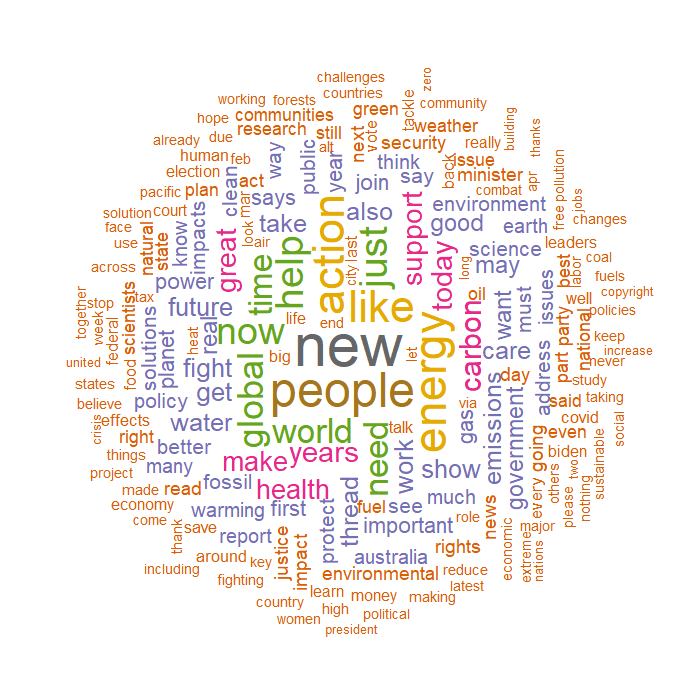 challenges
zero
countries
working
forests
tackle
community
hope
communities
green
building
already
due
research
still
vote
weather
thanks
human
feb
alt
next
security
really
election
way
public
year
think
back
issue
pacific
plan
act
join
say
minister
apr
free pollution
solution
court
clean
says
also
combat
jobs
face
natural
state
know
impacts
look
mar
take
good
environment
changes
use
great
air
action
support
earth
across
power
time
help
city
last
just
today
long
science
leaders
may
best
coal
together
stop
tax
future
life
like
oil
want
must
issues
labor
fuels
week
scientists
real
now
end
energy
carbon
well
copyright
federal
heat
new
let
part party
national
policies
united
food
solutions
planet
fight
big
care
address
keep
increase
states
global
people
via
day
never
believe
policy
get
study
crisis
effects
water
world
talk
gas
emissions
government
said
taking
right
need
work
covid
social
things
better
make
years
even
project
many
fossil
health
show
every going
biden
made
read
thread
much
others
two
economy
warming
first
fuel
see
role
news
please
nothing
sustainable
come
save
protect
important
major
thank
report
rights
economic
around
justice
impact
australia
extreme
nations
including
key
environmental
reduce
fighting
learn
money
making
latest
country
high
political
women
president